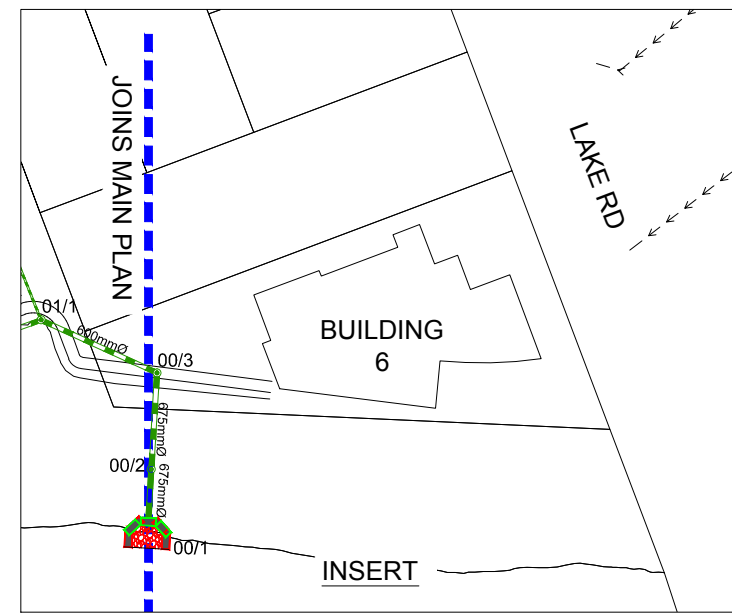 JOINS MAIN PLAN
LAKE RD
01/1
600mmØ
BUILDING
6
00/3
675mmØ
00/2
675mmØ
00/1
INSERT